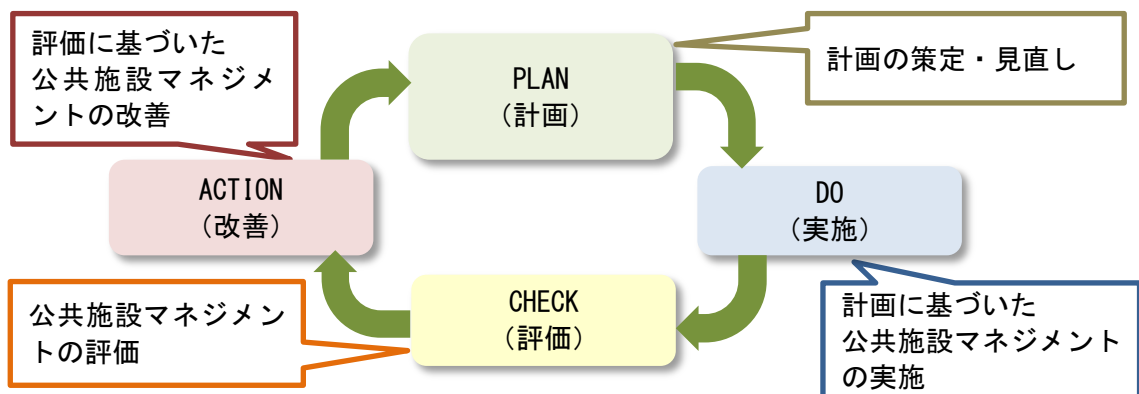 評価に基づいた
公共施設マネジメ
ントの改善
PLAN
(計画)
計画の策定・見直し
ACTION
(改善)
DO
(実施)
公共施設マネジメン
トの評価
CHECK
(評価)
計画に基づいた
公共施設マネジメント
の実施